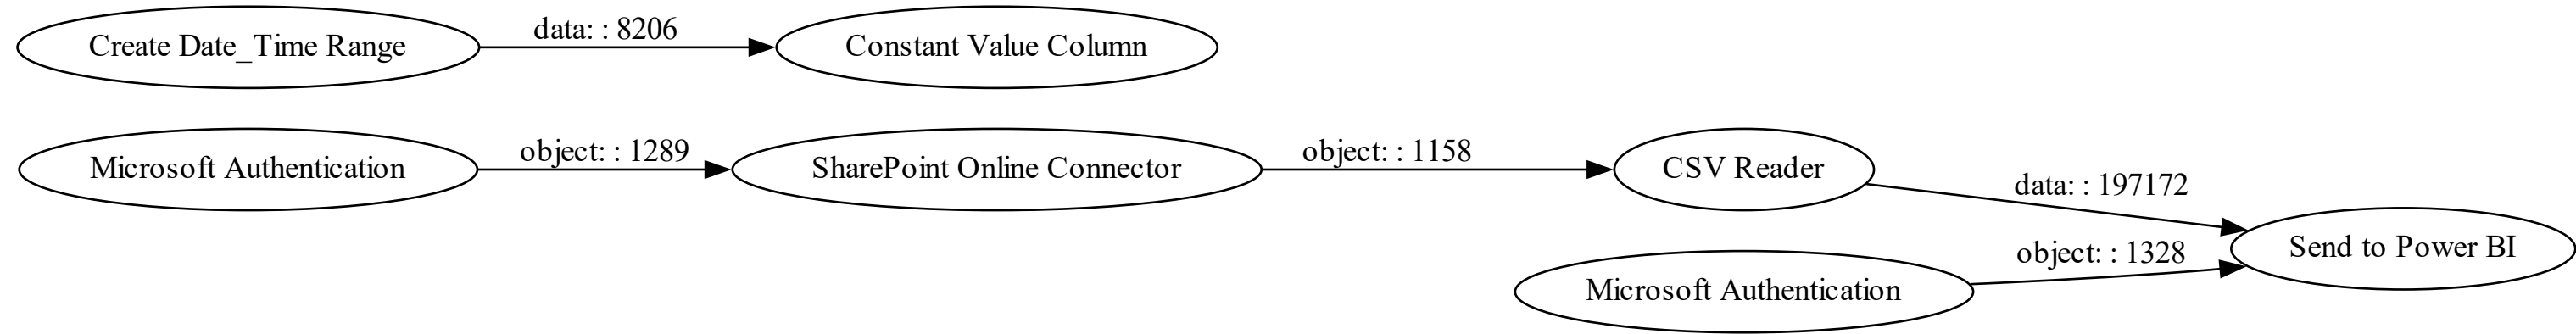 Create Date_Time Range
data: : 8206
Constant Value Column
Microsoft Authentication
object: : 1289
SharePoint Online Connector
object: : 1158
CSV Reader
data: : 197172
Microsoft Authentication
object: : 1328
Send to Power BI